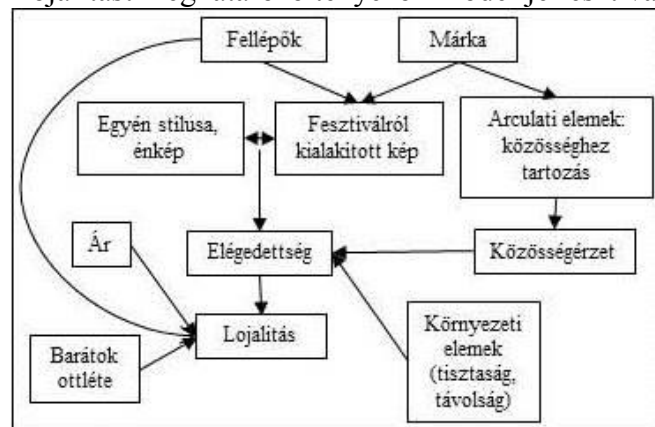 Fellépők
Márka
Egyén stílusa,
énkép
Fesztiválról
kialakított kép
Arculati elemek:
közösséghez
tartozás
Ár
Elégedettség
Közösségérzet
Barátok
ottléte
Lojalitás
Környezeti
elemek
(tisztaság,
távolság)